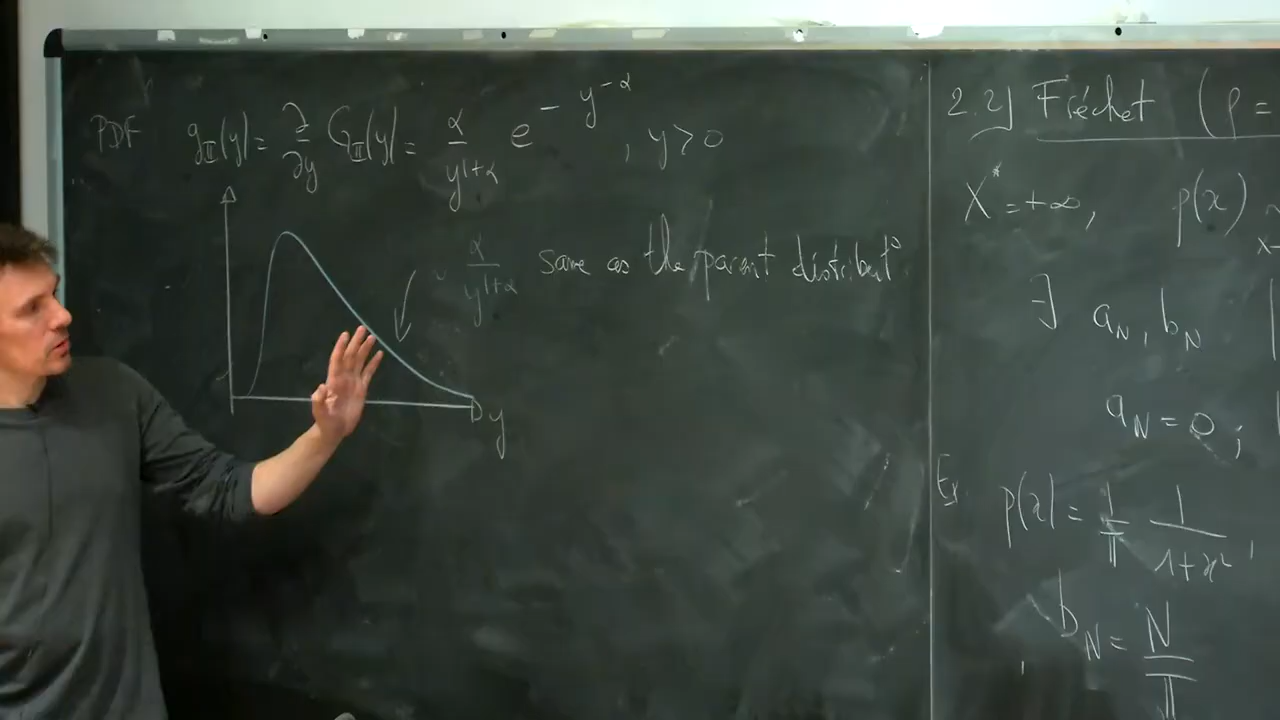 PDF g_II(y) = ∂/∂y G_II(y) = α/y^{1+α} e^{-y^{-α}}, y>0
~ α/y^{1+α} same as the parent distribut°
y
2.2) Fréchet (ρ =
X* = +∞, p(x) ~ x→
∃ a_N, b_N
a_N = 0;
Ex p(x) = 1/π 1/1+x²,
b_N = N/π